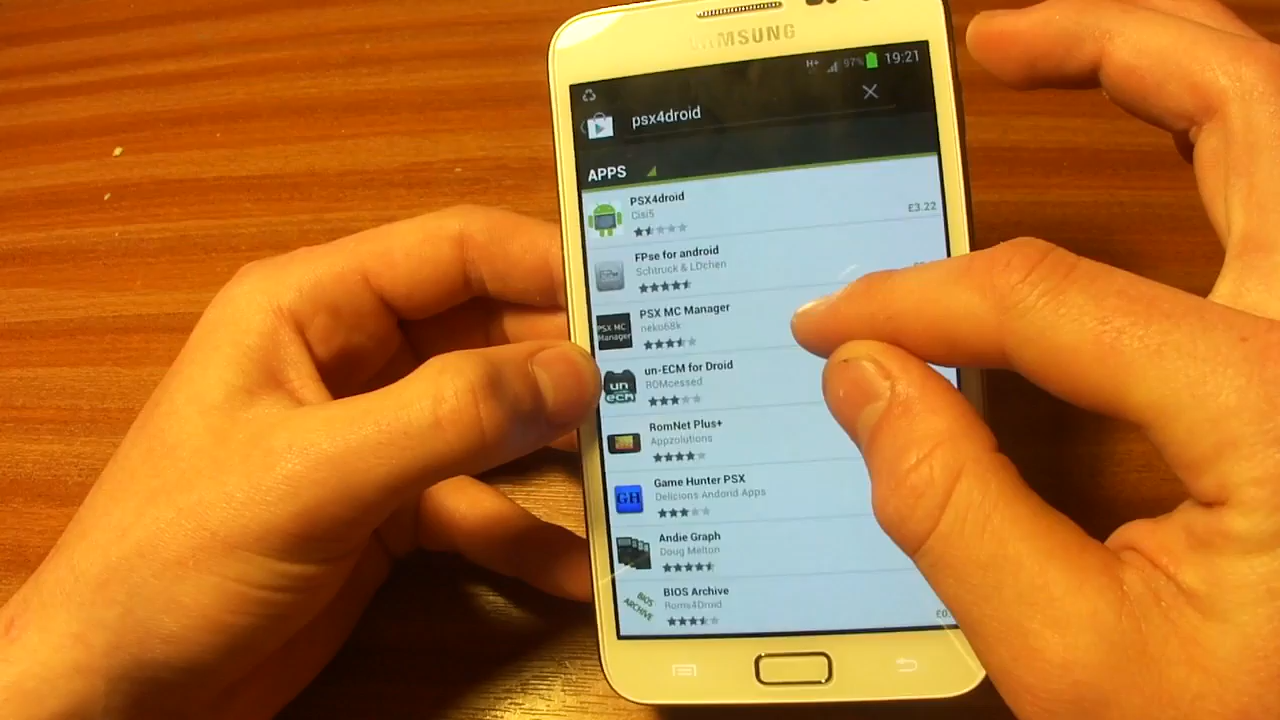 SAMSUNG
H+ 97% 19:21
psx4droid
APPS
PSX4droid
Cisi5
£3.22
FPse for android
Schtruck & LDchen
PSX MC Manager
neko68k
PSX MC
Manager
un-ECM for Droid
ROMcessed
un
ECM
RomNet Plus+
Appzolutions
Game Hunter PSX
Delicions Andorid Apps
GH
Andie Graph
Doug Melton
BIOS Archive
Roms4Droid
BIOS
ARCHIVE